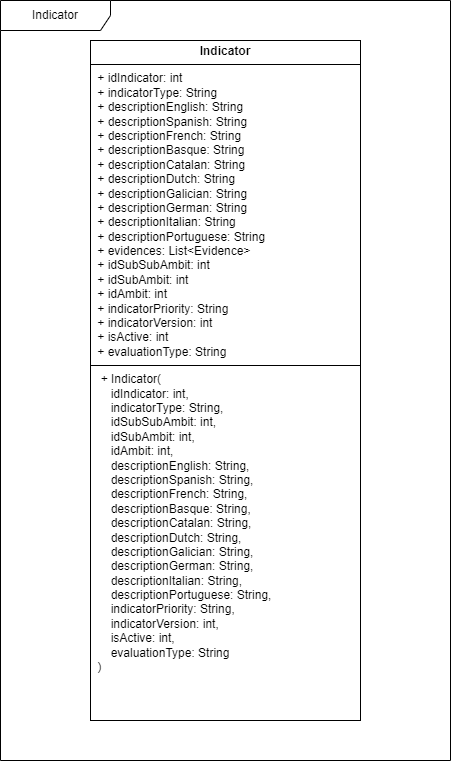 Indicator
Indicator
+ idIndicator: int
+ indicatorType: String
+ descriptionEnglish: String
+ descriptionSpanish: String
+ descriptionFrench: String
+ descriptionBasque: String
+ descriptionCatalan: String
+ descriptionDutch: String
+ descriptionGalician: String
+ descriptionGerman: String
+ descriptionItalian: String
+ descriptionPortuguese: String
+ evidences: List<Evidence>
+ idSubSubAmbit: int
+ idSubAmbit: int
+ idAmbit: int
+ indicatorPriority: String
+ indicatorVersion: int
+ isActive: int
+ evaluationType: String
+ Indicator(
idIndicator: int,
indicatorType: String,
idSubSubAmbit: int,
idSubAmbit: int,
idAmbit: int,
descriptionEnglish: String,
descriptionSpanish: String,
descriptionFrench: String,
descriptionBasque: String,
descriptionCatalan: String,
descriptionDutch: String,
descriptionGalician: String,
descriptionGerman: String,
descriptionItalian: String,
descriptionPortuguese: String,
indicatorPriority: String,
indicatorVersion: int,
isActive: int,
evaluationType: String
)